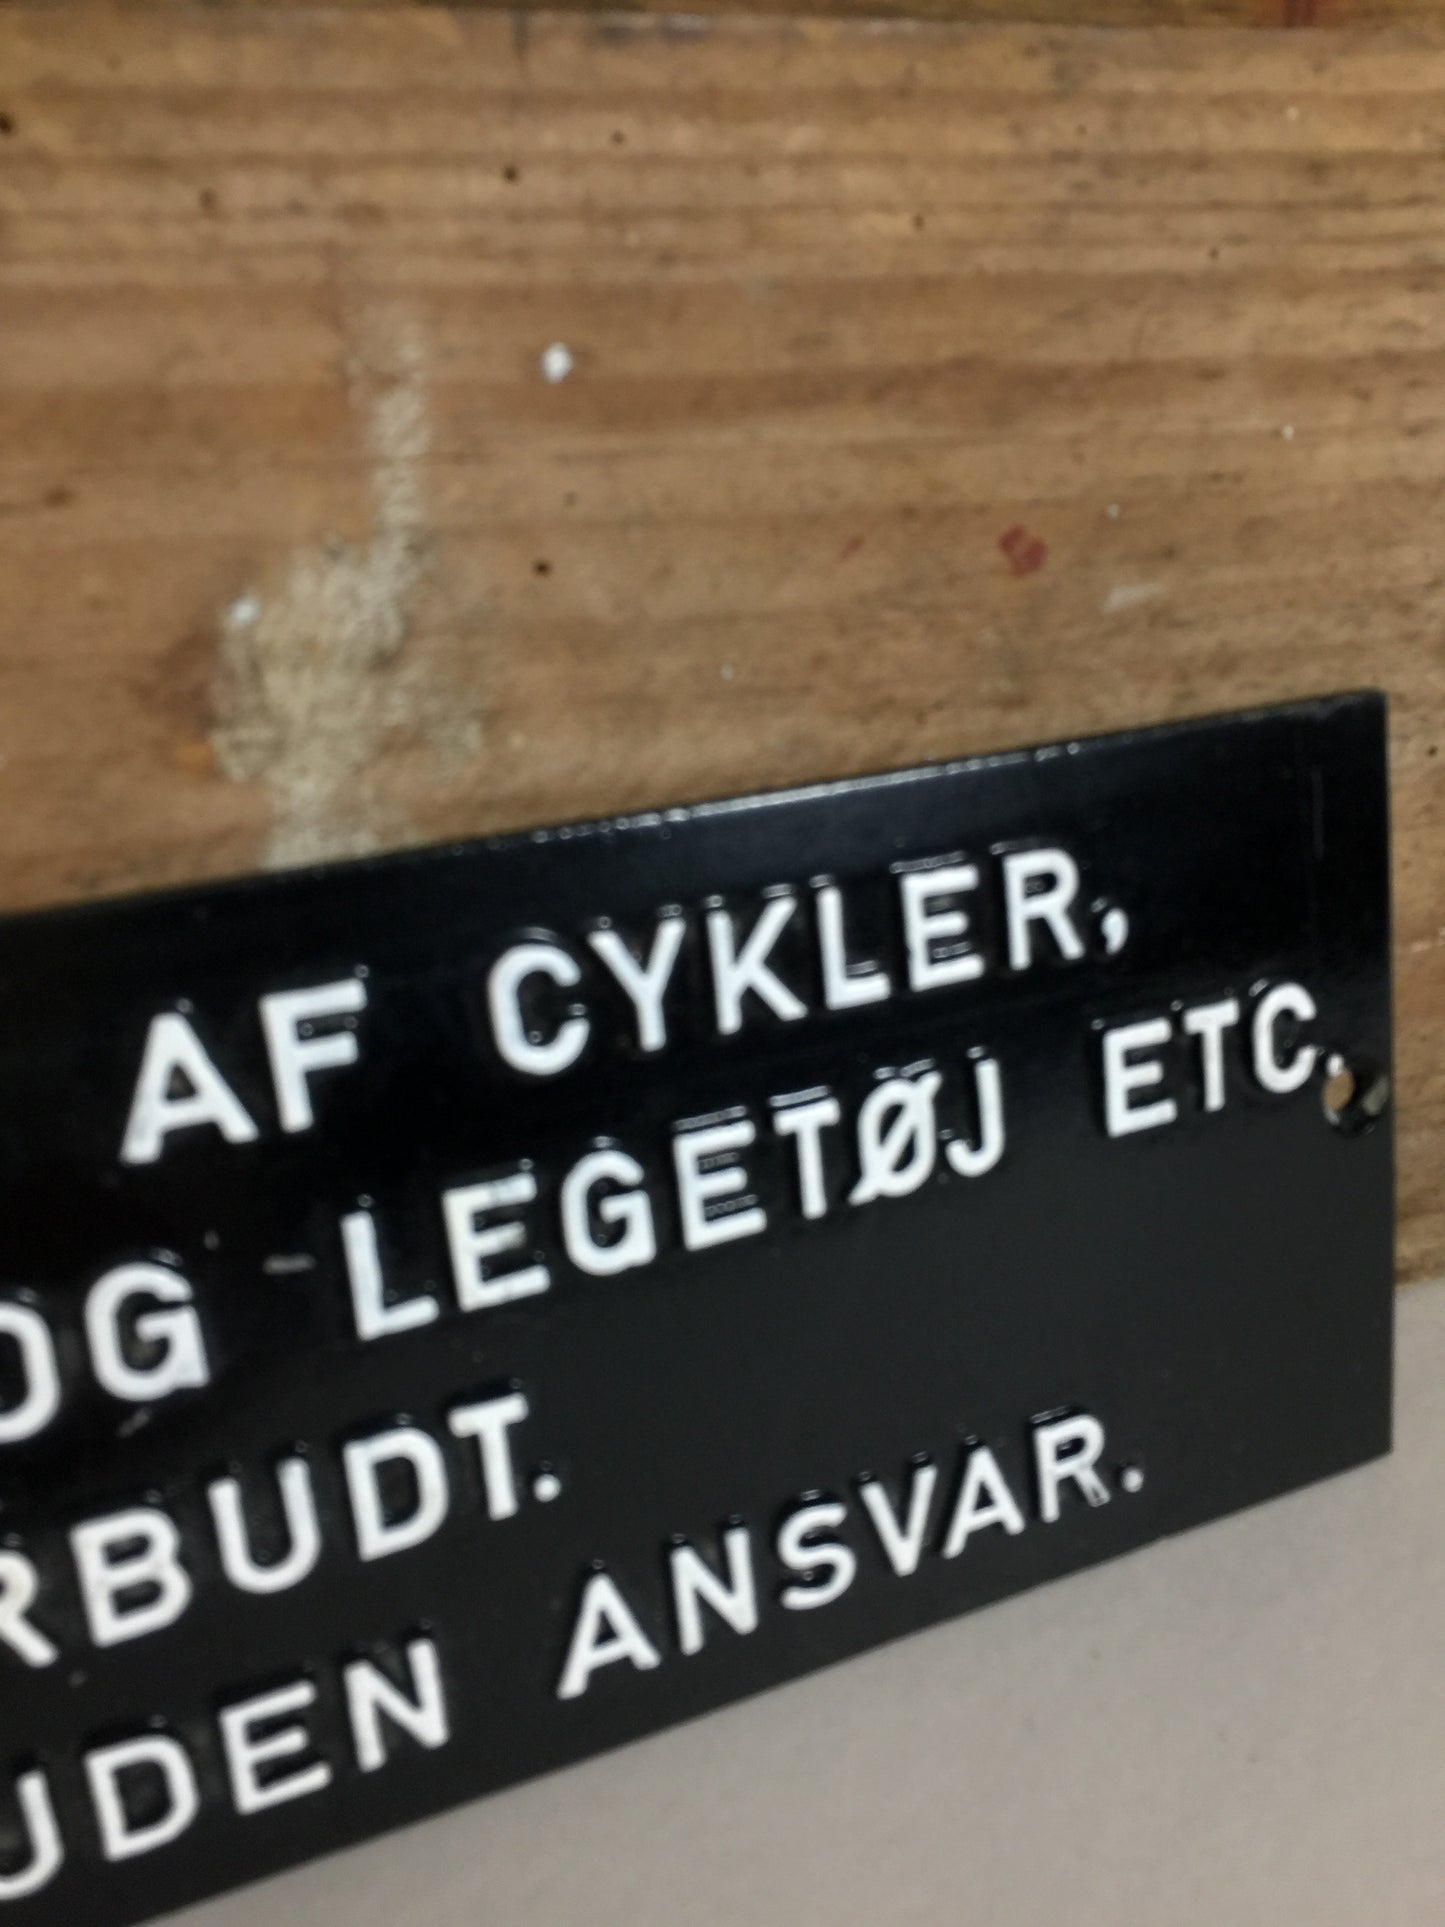 AF CYKLER,
OG LEGETØJ ETC.
RBUDT.
UDEN ANSVAR.